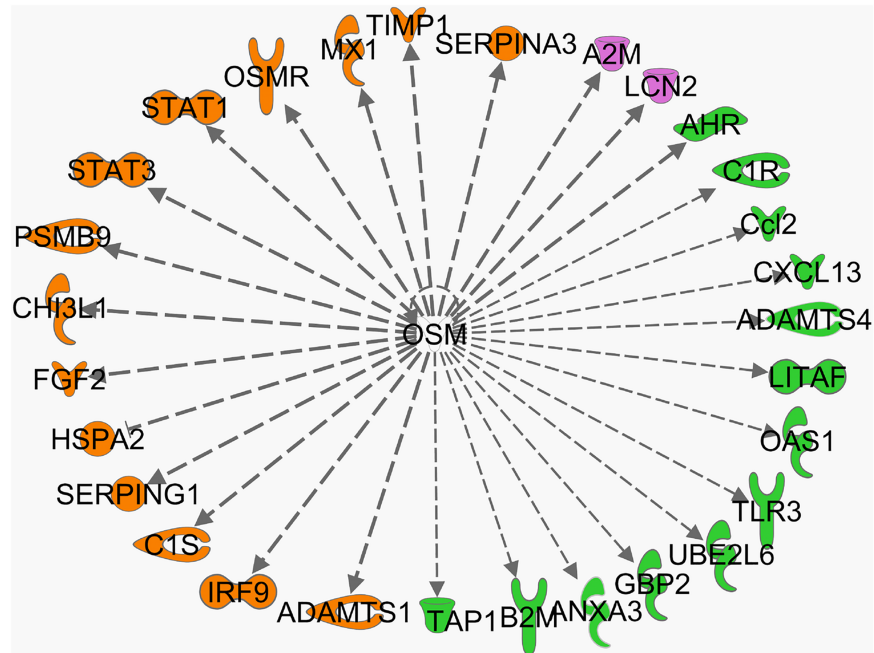 TIMP1
MX1
SERPINA3
A2M
OSMR
LCN2
STAT1
AHR
STAT3
C1R
PSMB9
Ccl2
CXCL13
CHI3L1
ADAMTS4
OSM
FGF2
LITAF
HSPA2
OAS1
SERPING1
TLR3
C1S
UBE2L6
IRF9
GBP2
ADAMTS1
TAP1
B2M
ANXA3